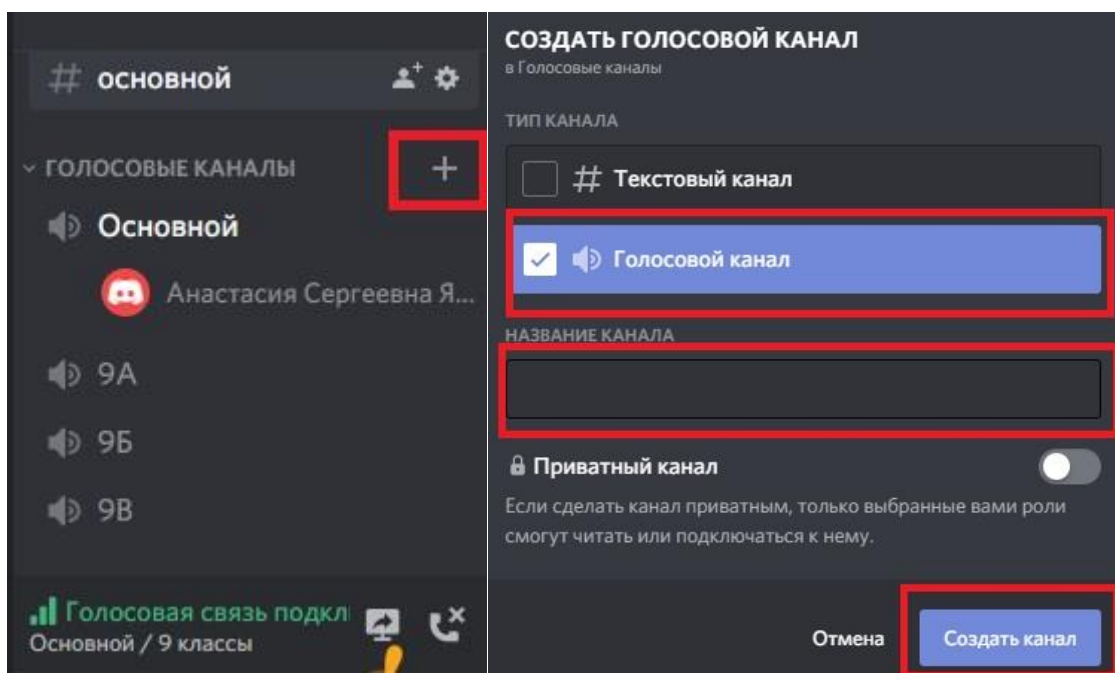 основной
ГОЛОСОВЫЕ КАНАЛЫ
Основной
Анастасия Сергеевна Я...
9А
9Б
9В
Голосовая связь подкл
Основной / 9 классы
СОЗДАТЬ ГОЛОСОВОЙ КАНАЛ
в Голосовые каналы
ТИП КАНАЛА
# Текстовый канал
Голосовой канал
НАЗВАНИЕ КАНАЛА
Приватный канал
Если сделать канал приватным, только выбранные вами роли
смогут читать или подключаться к нему.
Отмена
Создать канал